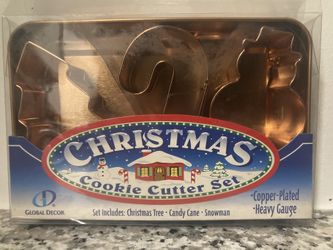 CHRISTMAS
Cookie Cutter Set
GLOBAL DECOR
Set Includes: Christmas Tree • Candy Cane • Snowman
•Copper-Plated
•Heavy Gauge